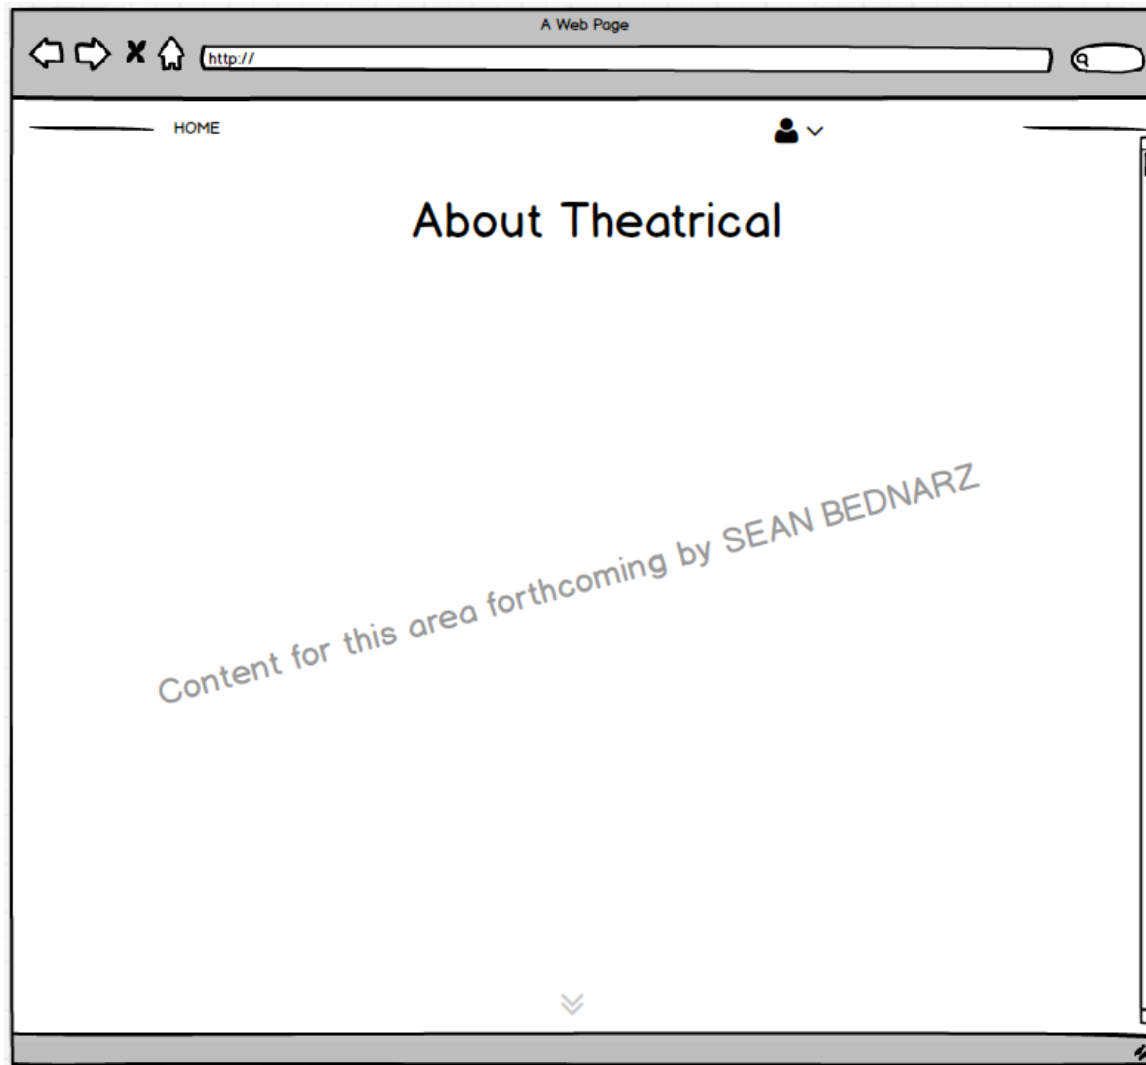 A Web Page
http://
HOME
About Theatrical
Content for this area forthcoming by SEAN BEDNARZ